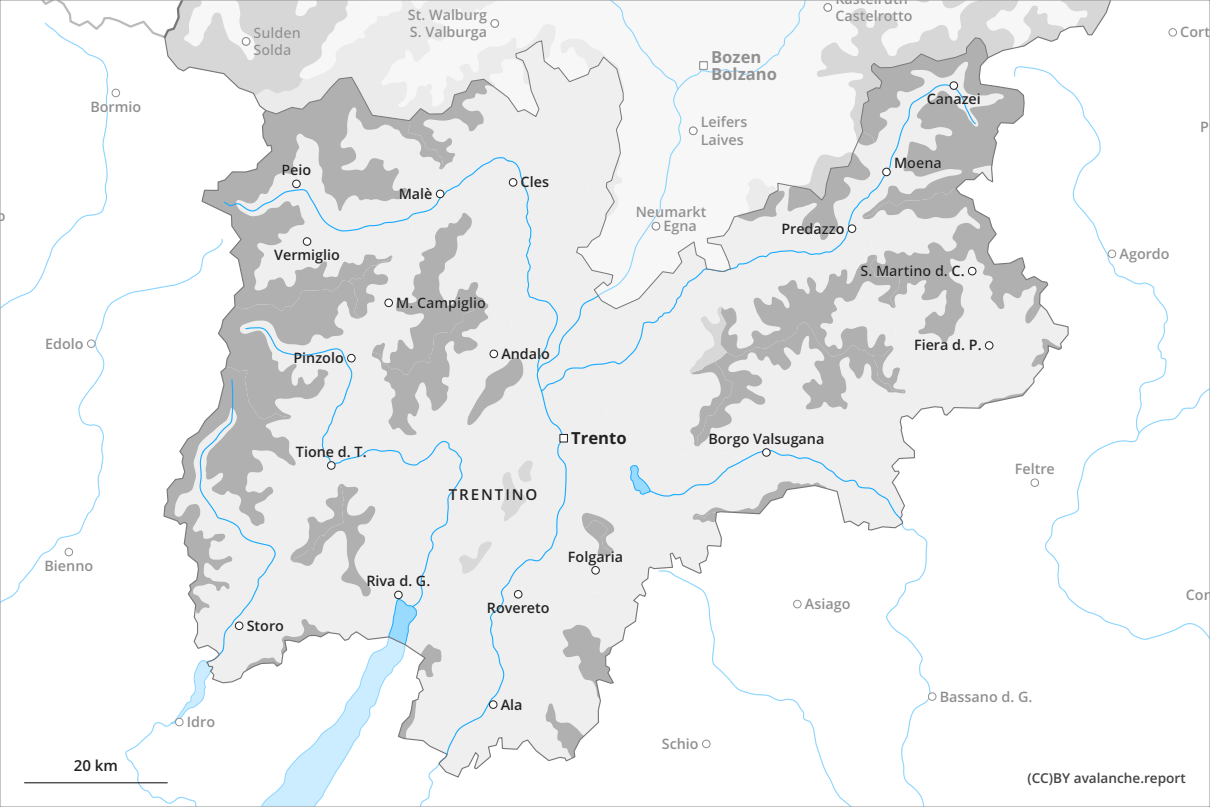 Kastelruth
Castelrotto
St. Walburg
S. Valburga
Sulden
Solda
Cort
Bozen
Bolzano
Bormio
Canazei
Leifers
Laives
P
Moena
Peio
Malè
Cles
Neumarkt
Egna
Predazzo
Vermiglio
Agordo
S. Martino d. C.
M. Campiglio
Edolo
Pinzolo
Andalo
Fiera d. P.
Trento
Borgo Valsugana
Tione d. T.
Feltre
TRENTINO
Folgaria
Bienno
Riva d. G.
Cor
Rovereto
Asiago
Storo
Bassano d. G.
Ala
Idro
Schio
20 km
(CC)BY avalanche.report